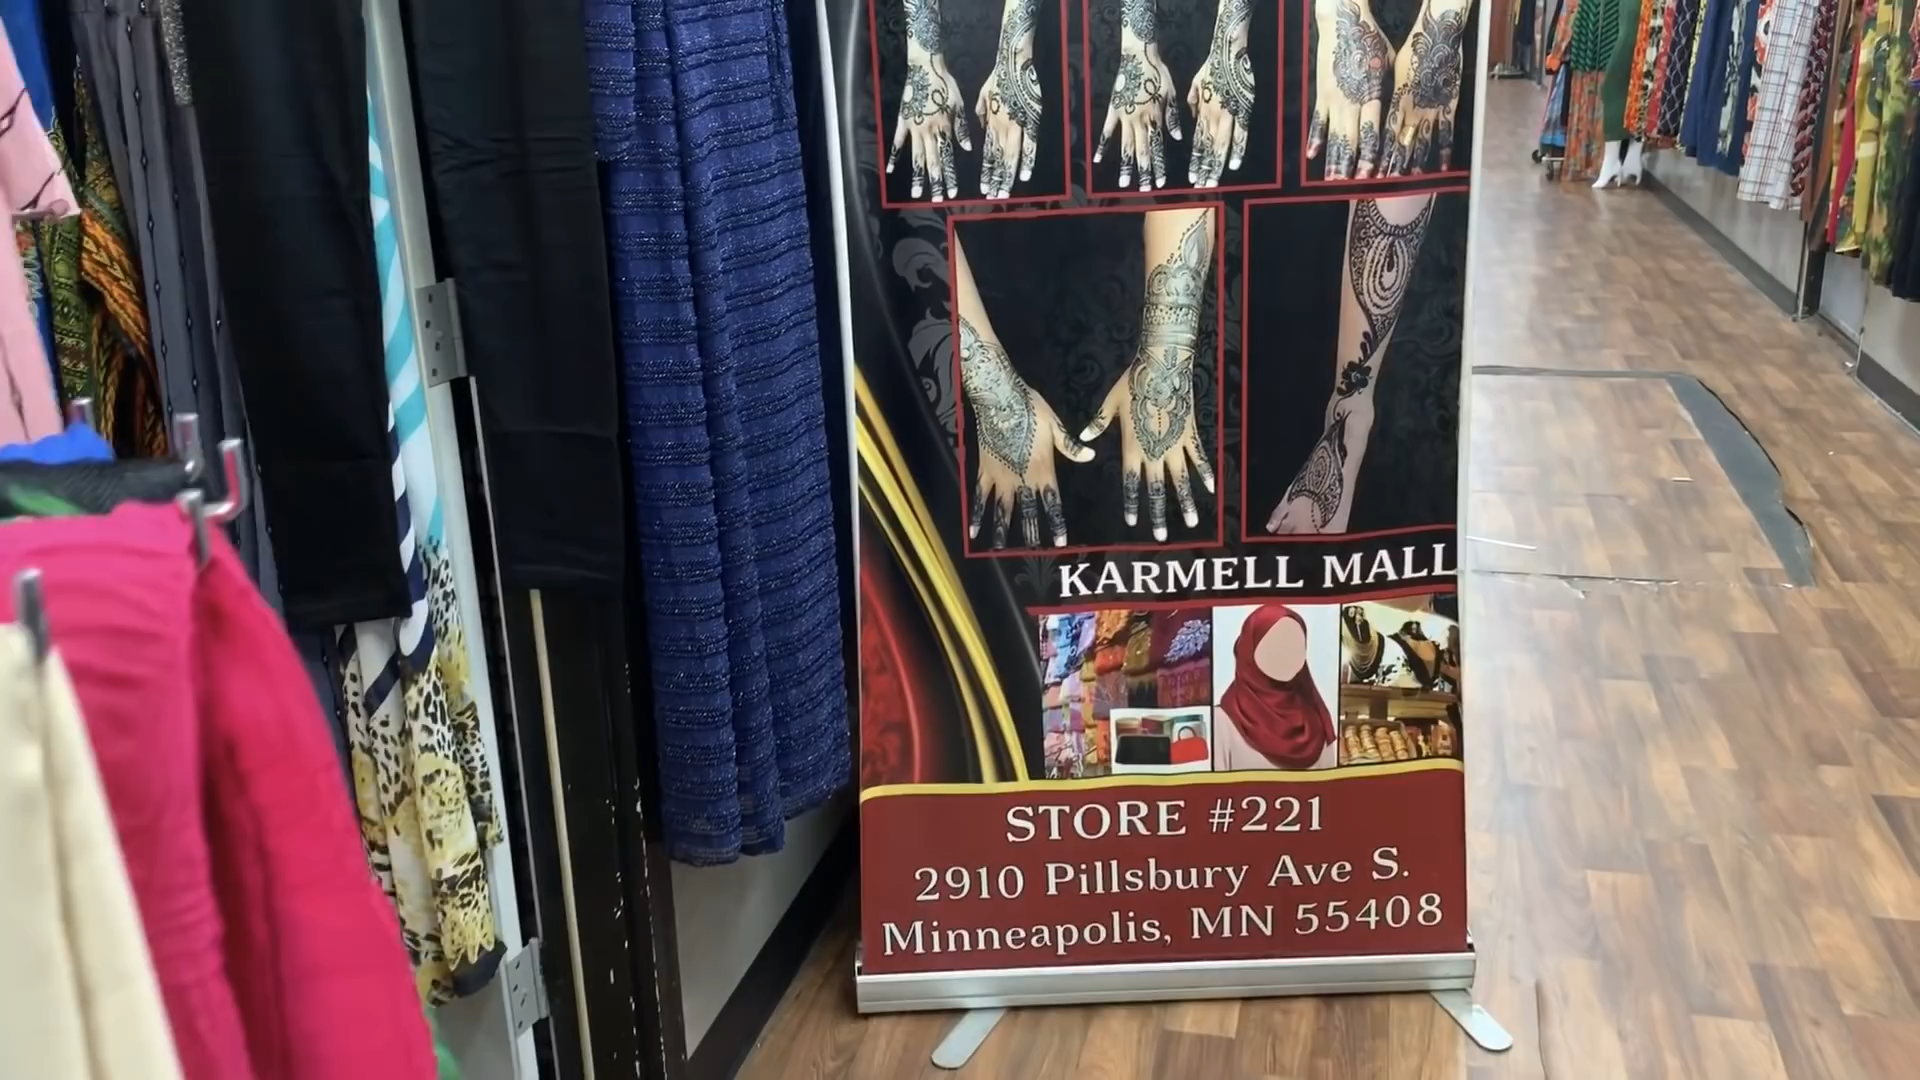 KARMELL MALL
STORE #221
2910 Pillsbury Ave S.
Minneapolis, MN 55408